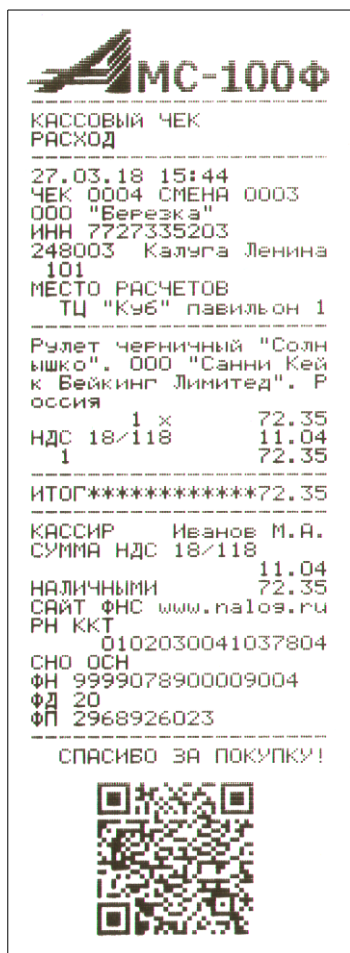 АМС-100Ф
КАССОВЫЙ ЧЕК
РАСХОД
27.03.18 15:44
ЧЕК 0004 СМЕНА 0003
ООО "Березка"
ИНН 7727335203
248003 Калуга Ленина
101
МЕСТО РАСЧЕТОВ
ТЦ "Куб" павильон 1
Рулет черничный "Солн
ышко". ООО "Санни Кей
к Бейкинг Лимитед". Р
оссия
1 × 72.35
НДС 18/118 11.04
1 72.35
ИТОГ************72.35
КАССИР Иванов М.А.
СУММА НДС 18/118
11.04
НАЛИЧНЫМИ 72.35
САЙТ ФНС www.nalog.ru
РН ККТ
0102030041037804
СНО ОСН
ФН 9999078900009004
ФД 20
ФП 2968926023
СПАСИБО ЗА ПОКУПКУ!